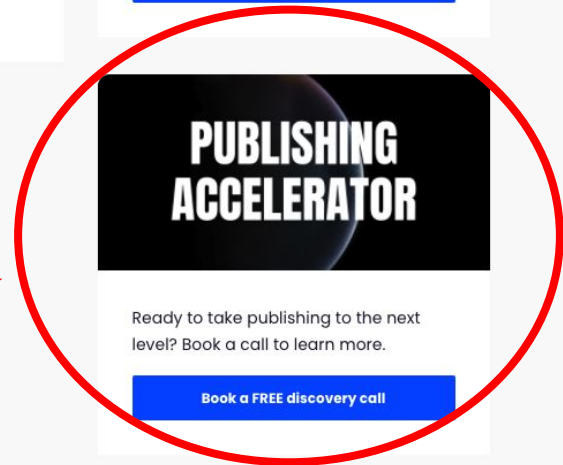 PUBLISHING
ACCELERATOR
Ready to take publishing to the next
level? Book a call to learn more.
Book a FREE discovery call